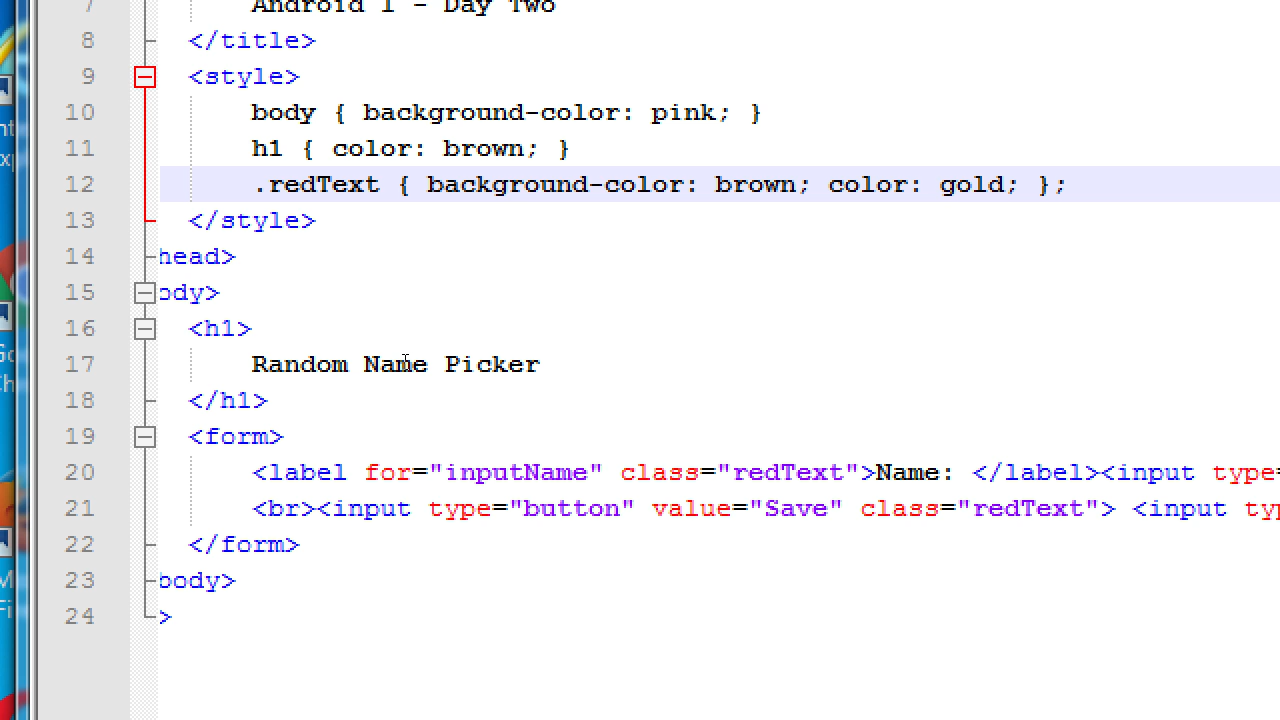 7 Android 1 - Day Two
8 </title>
9 <style>
10 body { background-color: pink; }
11 h1 { color: brown; }
12 .redText { background-color: brown; color: gold; };
13 </style>
14 head>
15 ody>
16 <h1>
17 Random Name Picker
18 </h1>
19 <form>
20 <label for="inputName" class="redText">Name: </label><input type=
21 <br><input type="button" value="Save" class="redText"> <input typ
22 </form>
23 body>
24 >